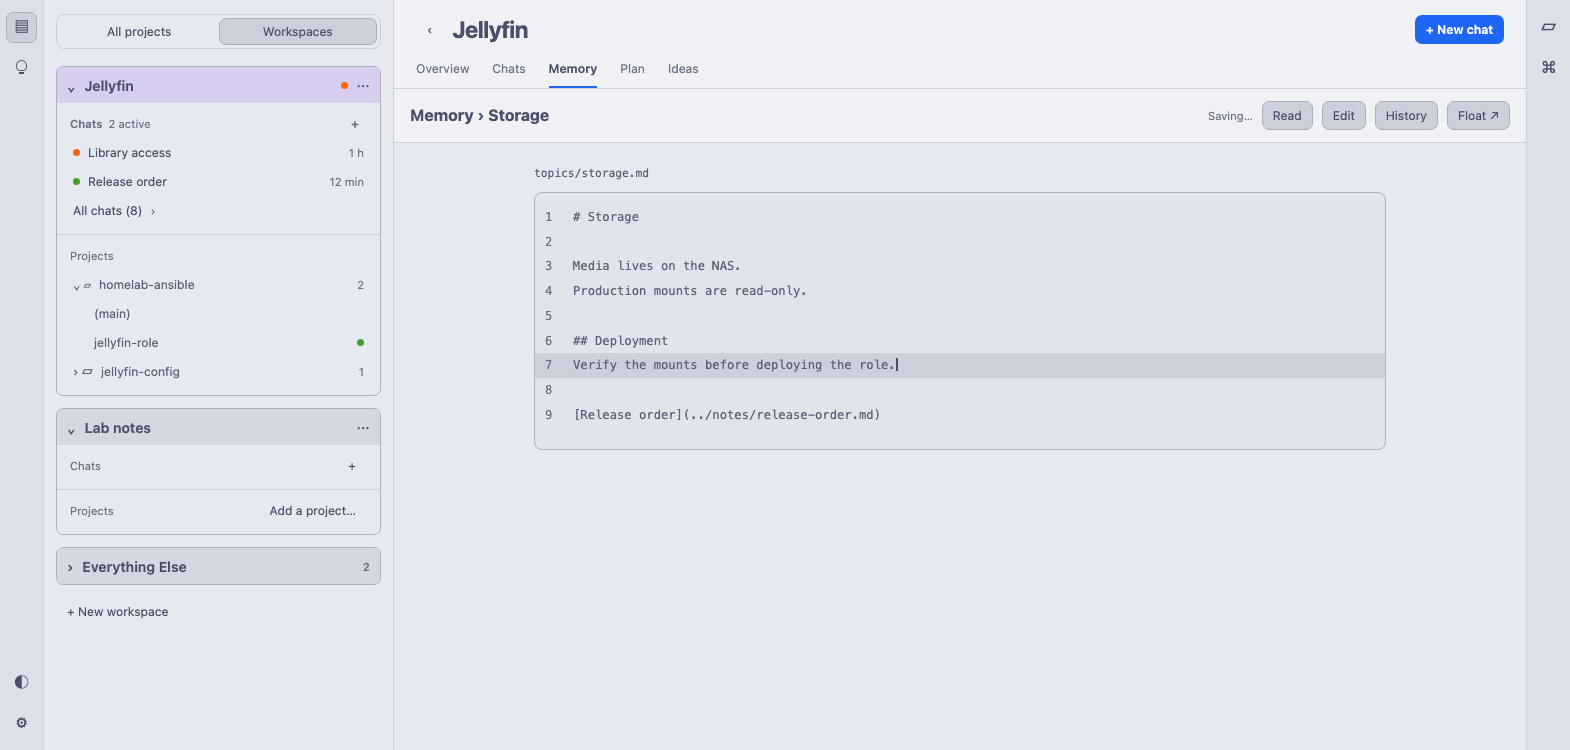 All projects
Workspaces
Jellyfin
Chats 2 active +
Library access 1 h
Release order 12 min
All chats (8) ›
Projects
homelab-ansible 2
(main)
jellyfin-role
jellyfin-config 1
Lab notes
Chats +
Projects Add a project...
Everything Else 2
+ New workspace
‹ Jellyfin
+ New chat
Overview Chats Memory Plan Ideas
Memory › Storage
Saving... Read Edit History Float ↗
topics/storage.md
1 # Storage
2
3 Media lives on the NAS.
4 Production mounts are read-only.
5
6 ## Deployment
7 Verify the mounts before deploying the role.
8
9 [Release order](../notes/release-order.md)